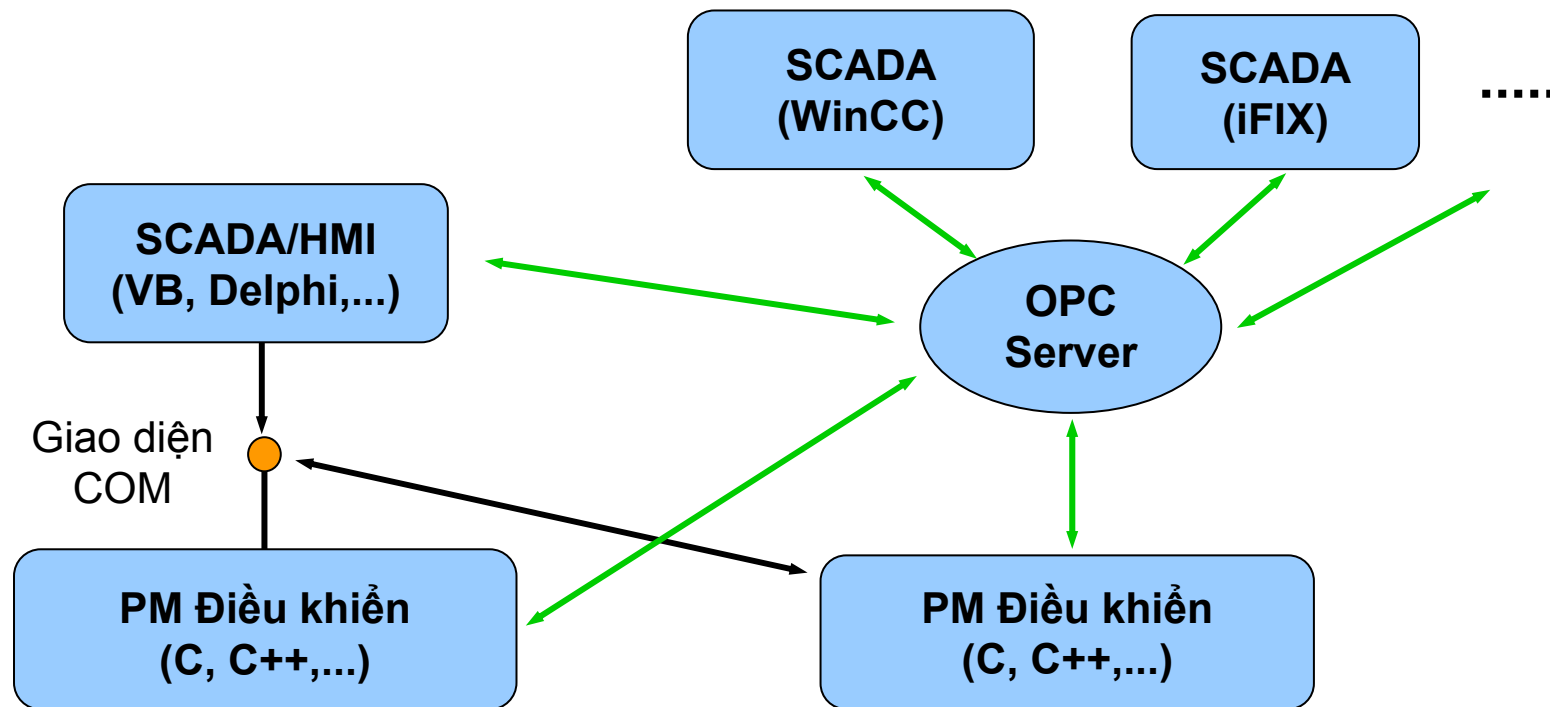 SCADA
(WinCC)
SCADA
(iFIX)
.....
SCADA/HMI
(VB, Delphi,...)
OPC
Server
Giao diện
COM
PM Điều khiển
(C, C++,...)
PM Điều khiển
(C, C++,...)